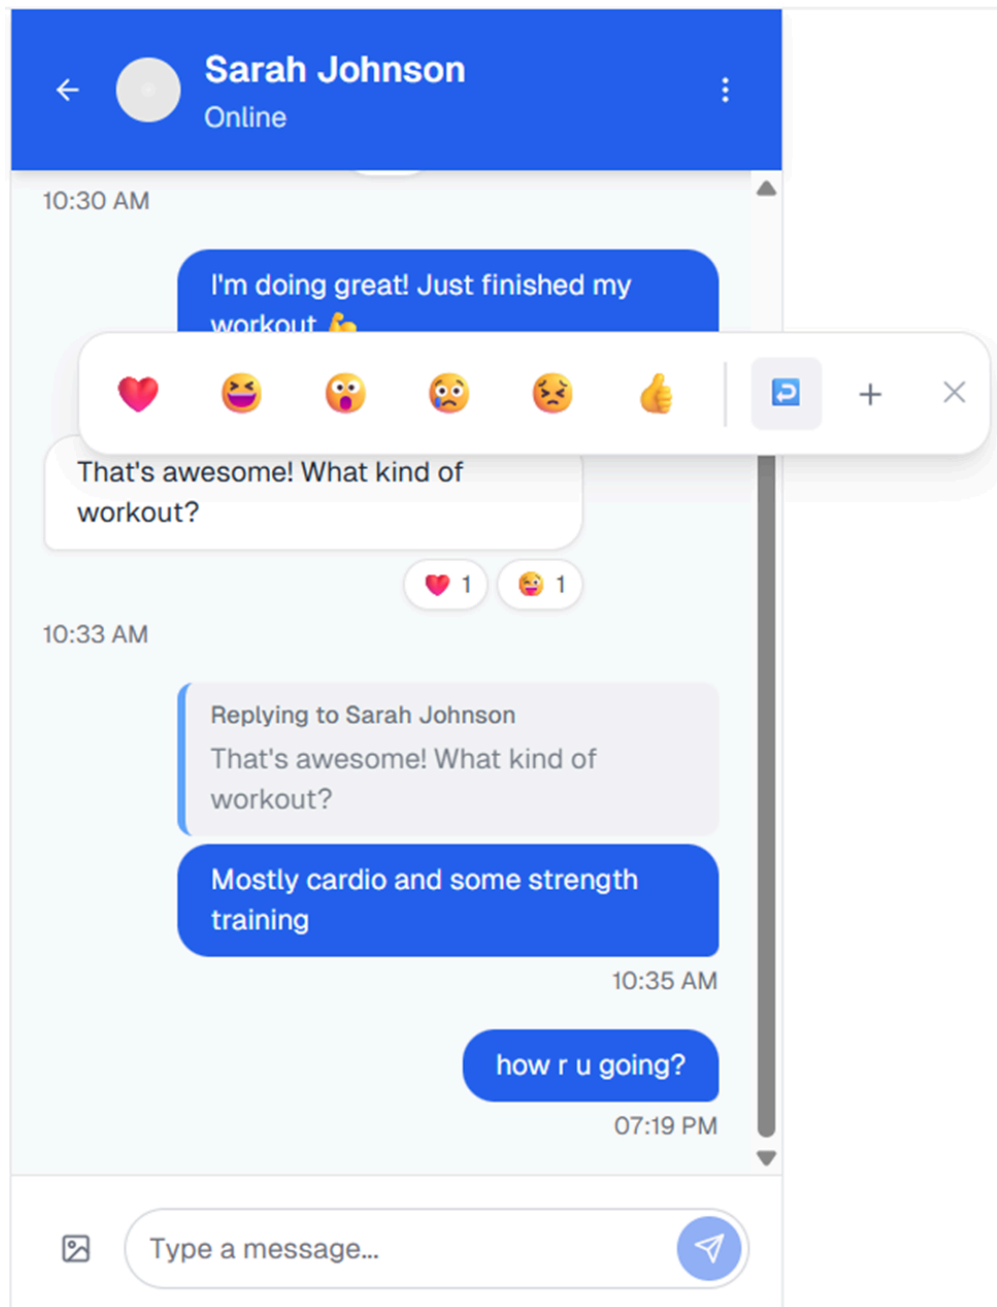 Sarah Johnson
Online
10:30 AM
I'm doing great! Just finished my
workout 💪
❤️ 😆 😮 😢 😣 👍 ↩️ +
That's awesome! What kind of
workout?
❤️ 1 😜 1
10:33 AM
Replying to Sarah Johnson
That's awesome! What kind of
workout?
Mostly cardio and some strength
training
10:35 AM
how r u going?
07:19 PM
Type a message...